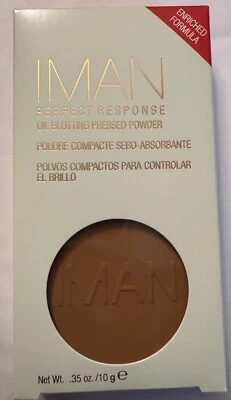 ENRICHED
FORMULA
IMAN
PERFECT RESPONSE
OIL BLOTTING PRESSED POWDER
POUDRE COMPACTE SEBO-ABSORBANTE
POLVOS COMPACTOS PARA CONTROLAR
EL BRILLO
IMAN
Net Wt. .35 oz./10 g ℮